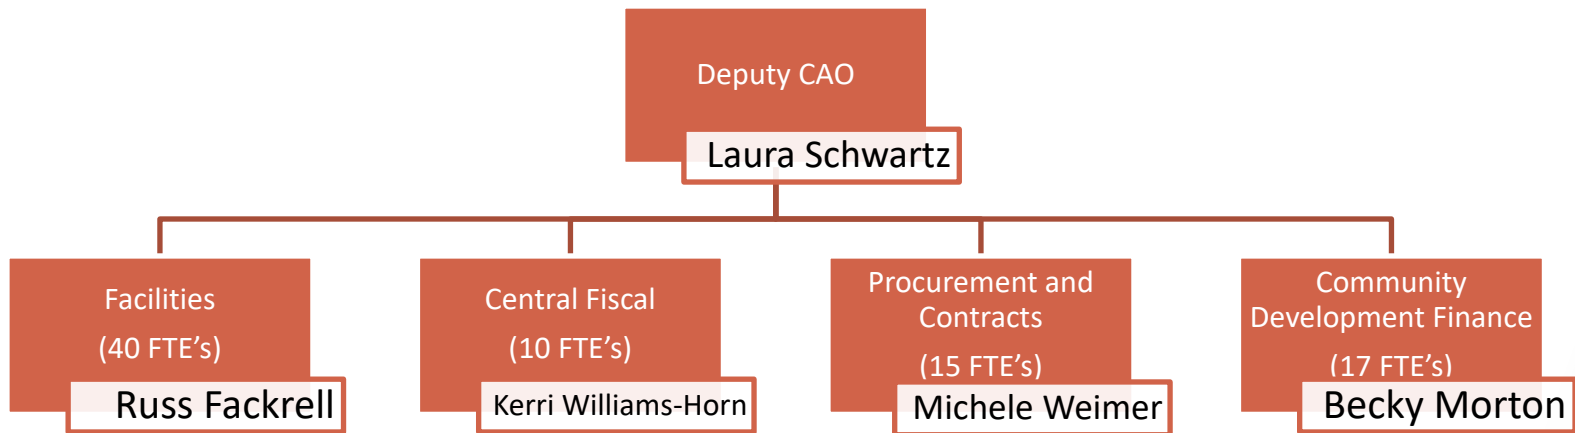 Deputy CAO
Laura Schwartz
Facilities
(40 FTE’s)
Russ Fackrell
Central Fiscal
(10 FTE’s)
Kerri Williams-Horn
Procurement and
Contracts
(15 FTE’s)
Michele Weimer
Community
Development Finance
(17 FTE’s)
Becky Morton